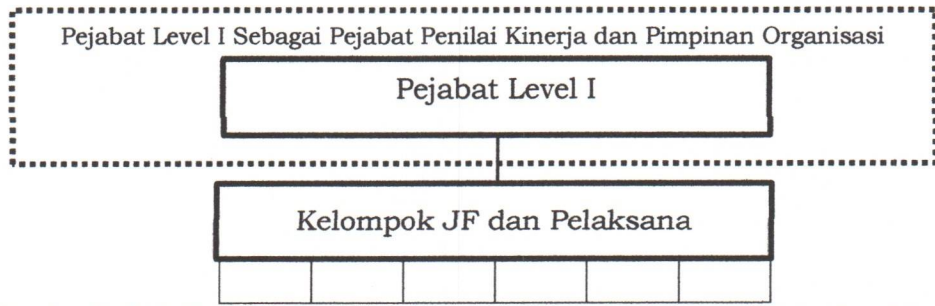 Pejabat Level I Sebagai Pejabat Penilai Kinerja dan Pimpinan Organisasi
Pejabat Level I
Kelompok JF dan Pelaksana